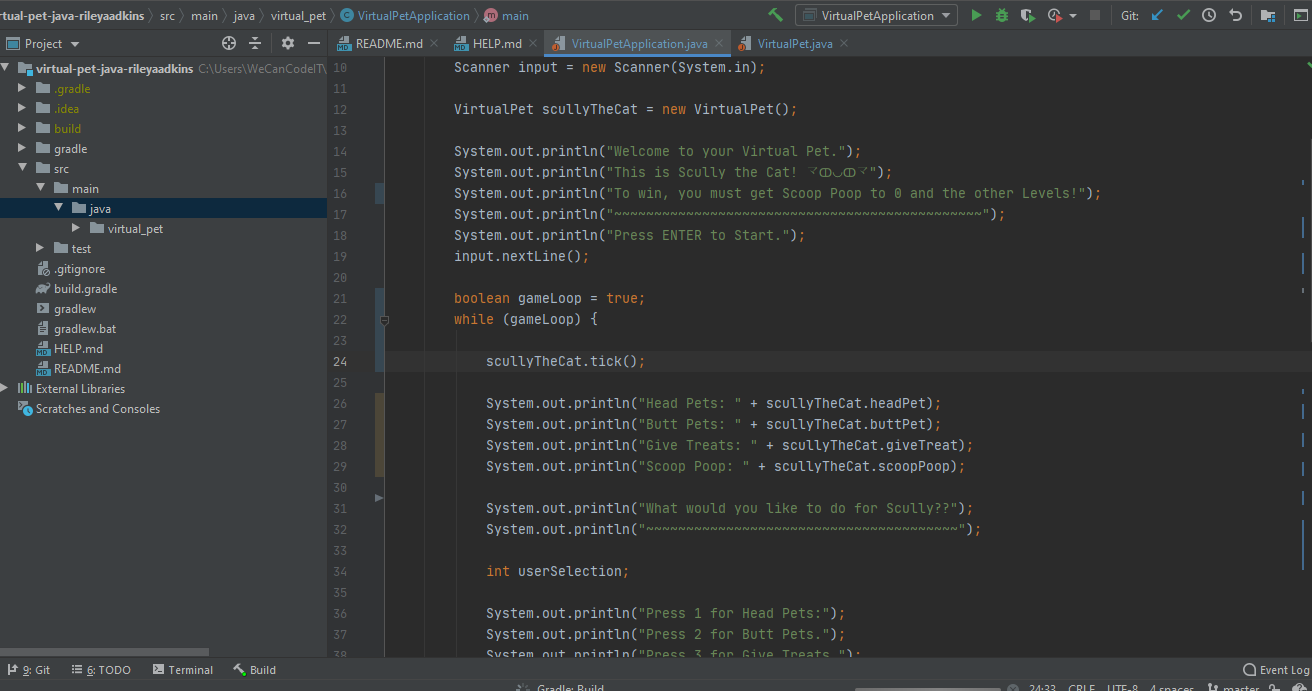 rtual-pet-java-rileyaadkins src main java virtual_pet VirtualPetApplication main VirtualPetApplication Git:
Project README.md HELP.md VirtualPetApplication.java VirtualPet.java
virtual-pet-java-rileyaadkins C:\Users\WeCanCodeIT\
.gradle
.idea
build
gradle
src
main
java
virtual_pet
test
.gitignore
build.gradle
gradlew
gradlew.bat
HELP.md
README.md
External Libraries
Scratches and Consoles
10 Scanner input = new Scanner(System.in);
11
12 VirtualPet scullyTheCat = new VirtualPet();
13
14 System.out.println("Welcome to your Virtual Pet.");
15 System.out.println("This is Scully the Cat! ");
16 System.out.println("To win, you must get Scoop Poop to 0 and the other Levels!");
17 System.out.println("~~~~~~~~~~~~~~~~~~~~~~~~~~~~~~~~~~~~~~~~~~~~~~");
18 System.out.println("Press ENTER to Start.");
19 input.nextLine();
20
21 boolean gameLoop = true;
22 while (gameLoop) {
23
24 scullyTheCat.tick();
25
26 System.out.println("Head Pets: " + scullyTheCat.headPet);
27 System.out.println("Butt Pets: " + scullyTheCat.buttPet);
28 System.out.println("Give Treats: " + scullyTheCat.giveTreat);
29 System.out.println("Scoop Poop: " + scullyTheCat.scoopPoop);
30
31 System.out.println("What would you like to do for Scully??");
32 System.out.println("~~~~~~~~~~~~~~~~~~~~~~~~~~~~~~~~~~~~~~~");
33
34 int userSelection;
35
36 System.out.println("Press 1 for Head Pets:");
37 System.out.println("Press 2 for Butt Pets.");
38 System.out.println("Press 3 for Give Treats.");
9: Git 6: TODO Terminal Build Event Log
Gradle: Build 24:33 CRLF UTF-8 4 spaces master